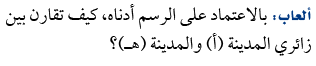 ألعاب: بالاعتماد على الرسم أدناه، كيف تقارن بين
زائري المدينة (أ) والمدينة (هـ)؟